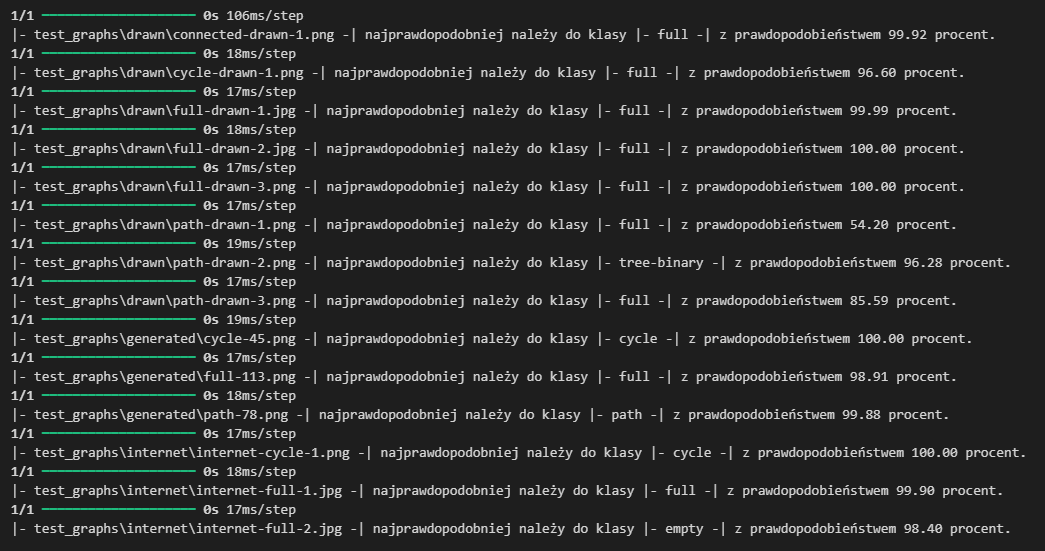 1/1 ━━━━━━━━━━━━━━━━━━━━ 0s 106ms/step
|- test_graphs\drawn\connected-drawn-1.png -| najprawdopodobniej należy do klasy |- full -| z prawdopodobieństwem 99.92 procent.
1/1 ━━━━━━━━━━━━━━━━━━━━ 0s 18ms/step
|- test_graphs\drawn\cycle-drawn-1.png -| najprawdopodobniej należy do klasy |- full -| z prawdopodobieństwem 96.60 procent.
1/1 ━━━━━━━━━━━━━━━━━━━━ 0s 17ms/step
|- test_graphs\drawn\full-drawn-1.jpg -| najprawdopodobniej należy do klasy |- full -| z prawdopodobieństwem 99.99 procent.
1/1 ━━━━━━━━━━━━━━━━━━━━ 0s 18ms/step
|- test_graphs\drawn\full-drawn-2.jpg -| najprawdopodobniej należy do klasy |- full -| z prawdopodobieństwem 100.00 procent.
1/1 ━━━━━━━━━━━━━━━━━━━━ 0s 17ms/step
|- test_graphs\drawn\full-drawn-3.png -| najprawdopodobniej należy do klasy |- full -| z prawdopodobieństwem 100.00 procent.
1/1 ━━━━━━━━━━━━━━━━━━━━ 0s 17ms/step
|- test_graphs\drawn\path-drawn-1.png -| najprawdopodobniej należy do klasy |- full -| z prawdopodobieństwem 54.20 procent.
1/1 ━━━━━━━━━━━━━━━━━━━━ 0s 19ms/step
|- test_graphs\drawn\path-drawn-2.png -| najprawdopodobniej należy do klasy |- tree-binary -| z prawdopodobieństwem 96.28 procent.
1/1 ━━━━━━━━━━━━━━━━━━━━ 0s 17ms/step
|- test_graphs\drawn\path-drawn-3.png -| najprawdopodobniej należy do klasy |- full -| z prawdopodobieństwem 85.59 procent.
1/1 ━━━━━━━━━━━━━━━━━━━━ 0s 19ms/step
|- test_graphs\generated\cycle-45.png -| najprawdopodobniej należy do klasy |- cycle -| z prawdopodobieństwem 100.00 procent.
1/1 ━━━━━━━━━━━━━━━━━━━━ 0s 17ms/step
|- test_graphs\generated\full-113.png -| najprawdopodobniej należy do klasy |- full -| z prawdopodobieństwem 98.91 procent.
1/1 ━━━━━━━━━━━━━━━━━━━━ 0s 18ms/step
|- test_graphs\generated\path-78.png -| najprawdopodobniej należy do klasy |- path -| z prawdopodobieństwem 99.88 procent.
1/1 ━━━━━━━━━━━━━━━━━━━━ 0s 17ms/step
|- test_graphs\internet\internet-cycle-1.png -| najprawdopodobniej należy do klasy |- cycle -| z prawdopodobieństwem 100.00 procent.
1/1 ━━━━━━━━━━━━━━━━━━━━ 0s 18ms/step
|- test_graphs\internet\internet-full-1.jpg -| najprawdopodobniej należy do klasy |- full -| z prawdopodobieństwem 99.90 procent.
1/1 ━━━━━━━━━━━━━━━━━━━━ 0s 17ms/step
|- test_graphs\internet\internet-full-2.jpg -| najprawdopodobniej należy do klasy |- empty -| z prawdopodobieństwem 98.40 procent.